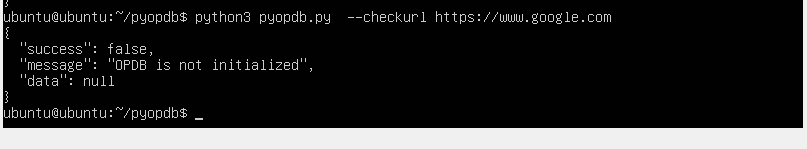 }
ubuntu@ubuntu:~/pyopdb$ python3 pyopdb.py  --checkurl https://www.google.com
{
  "success": false,
  "message": "OPDB is not initialized",
  "data": null
}
ubuntu@ubuntu:~/pyopdb$ _